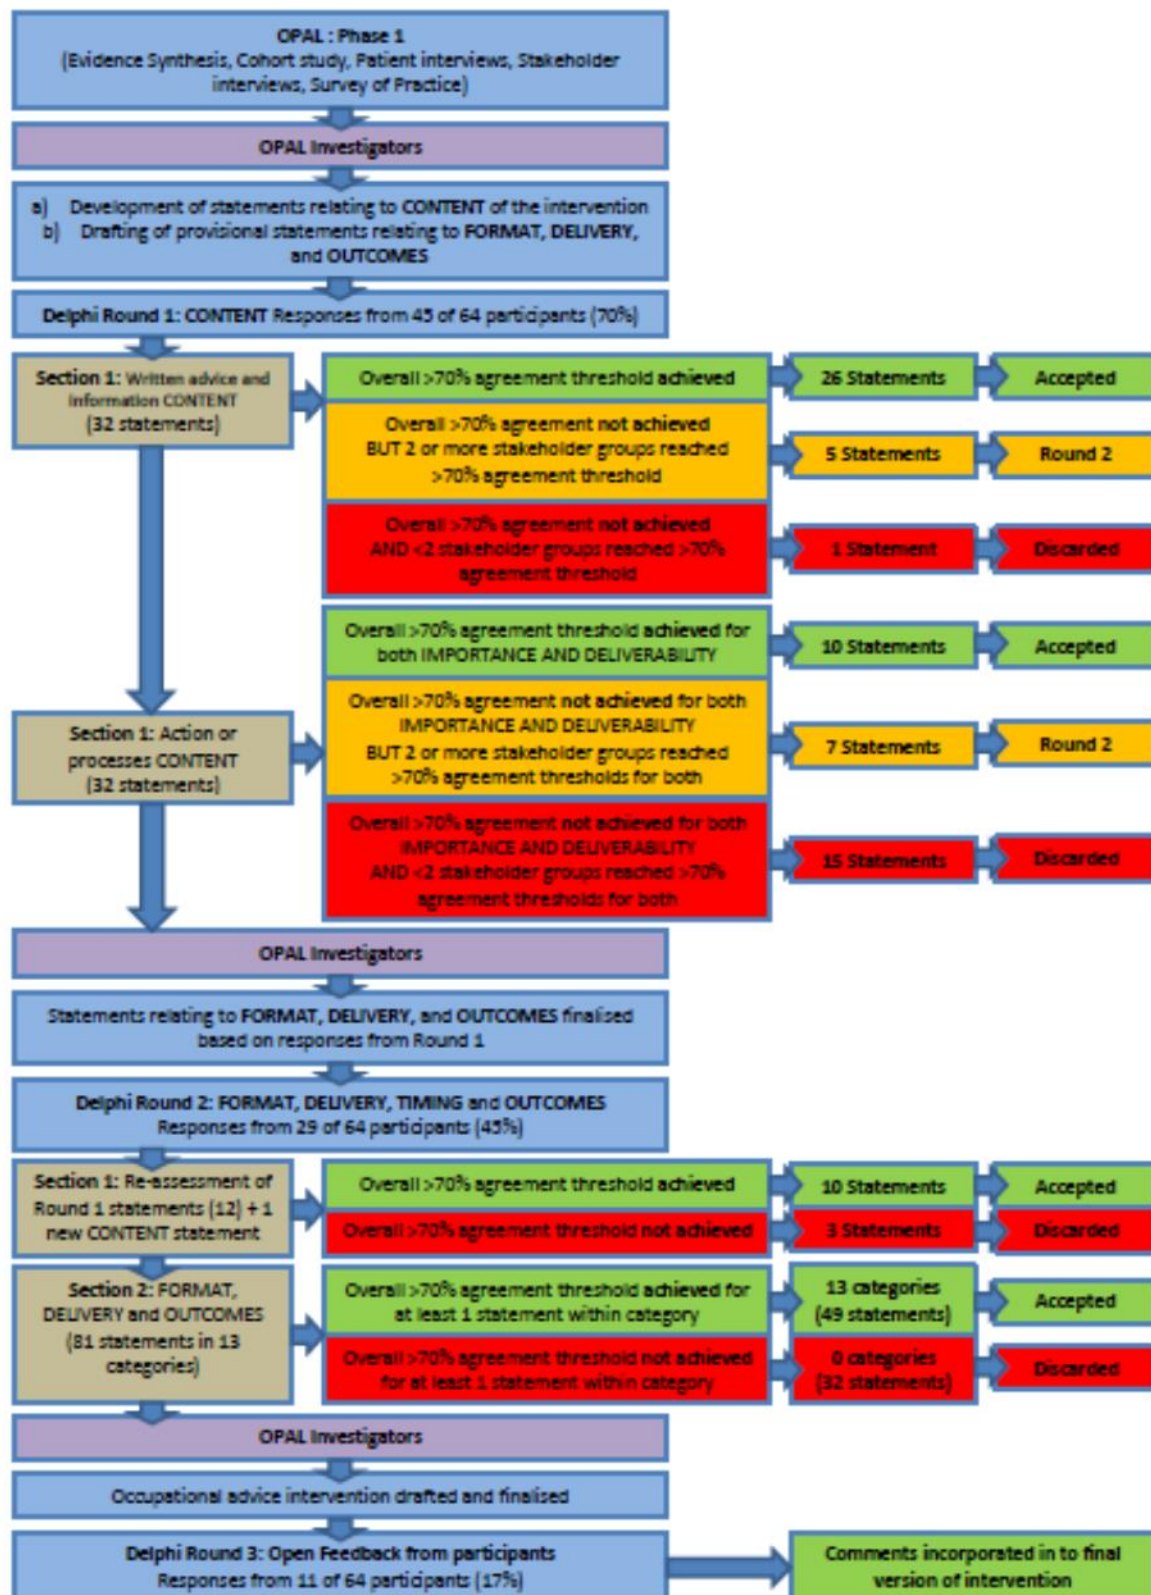 OPAL : Phase 1
(Evidence Synthesis, Cohort study, Patient interviews, Stakeholder
interviews, Survey of Practice)
OPAL Investigators
a) Development of statements relating to CONTENT of the intervention
b) Drafting of provisional statements relating to FORMAT, DELIVERY,
and OUTCOMES
Delphi Round 1: CONTENT Responses from 45 of 64 participants (70%)
Section 1: Written advice and
Information CONTENT
(32 statements)
Overall >70% agreement threshold achieved
26 Statements
Accepted
Overall >70% agreement not achieved
BUT 2 or more stakeholder groups reached
>70% agreement threshold
5 Statements
Round 2
Overall >70% agreement not achieved
AND <2 stakeholder groups reached >70%
agreement threshold
1 Statement
Discarded
Section 1: Action or
processes CONTENT
(32 statements)
Overall >70% agreement threshold achieved for
both IMPORTANCE AND DELIVERABILITY
10 Statements
Accepted
Overall >70% agreement not achieved for both
IMPORTANCE AND DELIVERABILITY
BUT 2 or more stakeholder groups reached
>70% agreement thresholds for both
7 Statements
Round 2
Overall >70% agreement not achieved for both
IMPORTANCE AND DELIVERABILITY
AND <2 stakeholder groups reached >70%
agreement thresholds for both
15 Statements
Discarded
OPAL Investigators
Statements relating to FORMAT, DELIVERY, and OUTCOMES finalised
based on responses from Round 1
Delphi Round 2: FORMAT, DELIVERY, TIMING and OUTCOMES
Responses from 29 of 64 participants (45%)
Section 1: Re-assessment of
Round 1 statements (12) + 1
new CONTENT statement
Overall >70% agreement threshold achieved
10 Statements
Accepted
Overall >70% agreement threshold not achieved
3 Statements
Discarded
Section 2: FORMAT,
DELIVERY and OUTCOMES
(81 statements in 13
categories)
Overall >70% agreement threshold achieved for
at least 1 statement within category
13 categories
(49 statements)
Accepted
Overall >70% agreement threshold not achieved
for at least 1 statement within category
0 categories
(32 statements)
Discarded
OPAL Investigators
Occupational advice intervention drafted and finalised
Delphi Round 3: Open Feedback from participants
Responses from 11 of 64 participants (17%)
Comments incorporated in to final
version of intervention